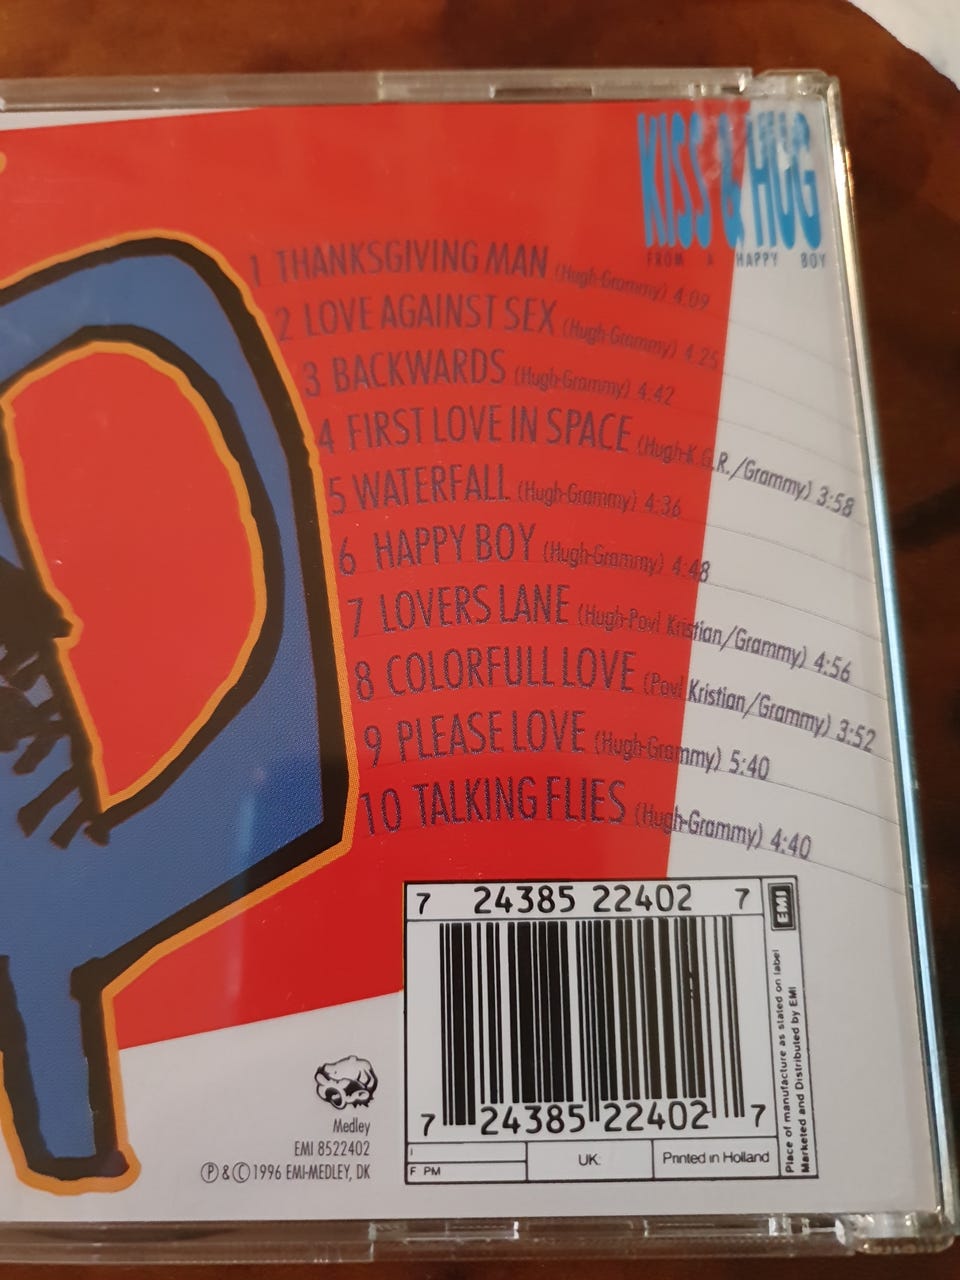 KISS & HUG
FROM A HAPPY BOY
1 THANKSGIVING MAN (Hugh-Grammy) 4:09
2 LOVE AGAINST SEX (Hugh-Grammy) 4:25
3 BACKWARDS (Hugh-Grammy) 4:42
4 FIRST LOVE IN SPACE (Hugh-K.G.R./Grammy) 3:58
5 WATERFALL (Hugh-Grammy) 4:36
6 HAPPY BOY (Hugh-Grammy) 4:48
7 LOVERS LANE (Hugh-Povl Kristian/Grammy) 4:56
8 COLORFULL LOVE (Povl Kristian/Grammy) 3:52
9 PLEASE LOVE (Hugh-Grammy) 5:40
10 TALKING FLIES (Hugh-Grammy) 4:40
7 24385 22402 7
EMI
Place of manufacture as stated on label
Marketed and Distributed by EMI
7 24385 22402 7
I
F PM
UK:
Printed in Holland
Medley
EMI 8522402
Ⓟ & Ⓒ 1996 EMI-MEDLEY, DK